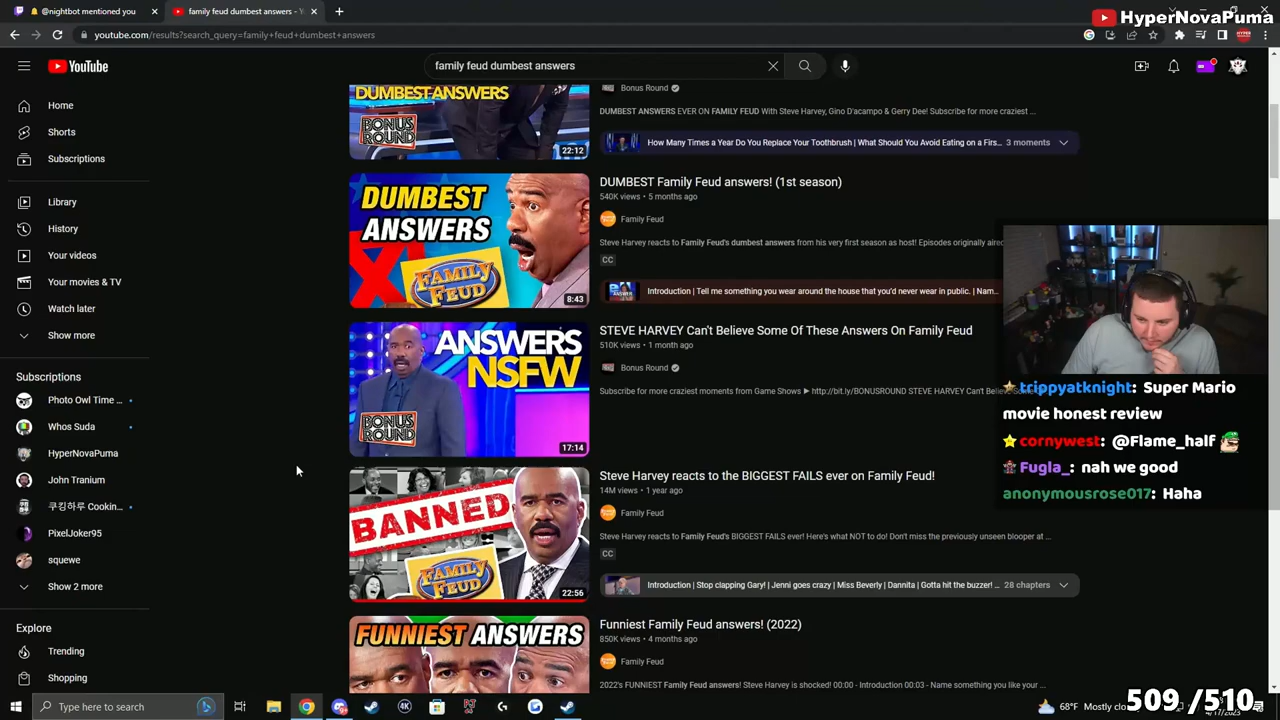 @nightbot mentioned you
family feud dumbest answers - Y
HyperNovaPuma
youtube.com/results?search_query=family+feud+dumbest+answers
YouTube
family feud dumbest answers
Home
Shorts
Subscriptions
Library
History
Your videos
Your movies & TV
Watch later
Show more
Subscriptions
Whos Suda
HyperNovaPuma
John Trantum
쿠킹하루 Cookin...
PixelJoker95
squewe
Show 2 more
Explore
Trending
Shopping
DUMBEST ANSWERS
BONUS ROUND
22:12
Bonus Round
DUMBEST ANSWERS EVER ON FAMILY FEUD With Steve Harvey, Gino D'acampo & Gerry Dee! Subscribe for more craziest ...
How Many Times a Year Do You Replace Your Toothbrush | What Should You Avoid Eating on a Firs... 3 moments
DUMBEST ANSWERS
FAMILY FEUD
8:43
DUMBEST Family Feud answers! (1st season)
540K views • 5 months ago
Family Feud
Steve Harvey reacts to Family Feud's dumbest answers from his very first season as host! Episodes originally aired
CC
Introduction | Tell me something you wear around the house that you'd never wear in public. | Nam...
ANSWERS NSFW
BONUS ROUND
17:14
STEVE HARVEY Can't Believe Some Of These Answers On Family Feud
510K views • 1 month ago
Bonus Round
Subscribe for more craziest moments from Game Shows ► http://bit.ly/BONUSROUND STEVE HARVEY Can't Believe
BANNED
FAMILY FEUD
22:56
Steve Harvey reacts to the BIGGEST FAILS ever on Family Feud!
14M views • 1 year ago
Family Feud
Steve Harvey reacts to Family Feud's BIGGEST FAILS ever! Here's what NOT to do! Don't miss the previously unseen blooper at ...
CC
Introduction | Stop clapping Gary! | Jenni goes crazy | Miss Beverly | Dannita | Gotta hit the buzzer! ... 28 chapters
FUNNIEST ANSWERS
Funniest Family Feud answers! (2022)
850K views • 4 months ago
Family Feud
2022's FUNNIEST Family Feud answers! Steve Harvey is shocked! 00:00 - Introduction 00:03 - Name something you like your ...
trippyatknight: Super Mario
movie honest review
cornywest: @Flame_half
Fugla_: nah we good
anonymousrose017: Haha
Type here to search
68°F Mostly clo
509 /510